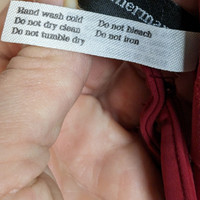 Hand wash cold
Do not dry clean
Do not tumble dry
Do not bleach
Do not iron